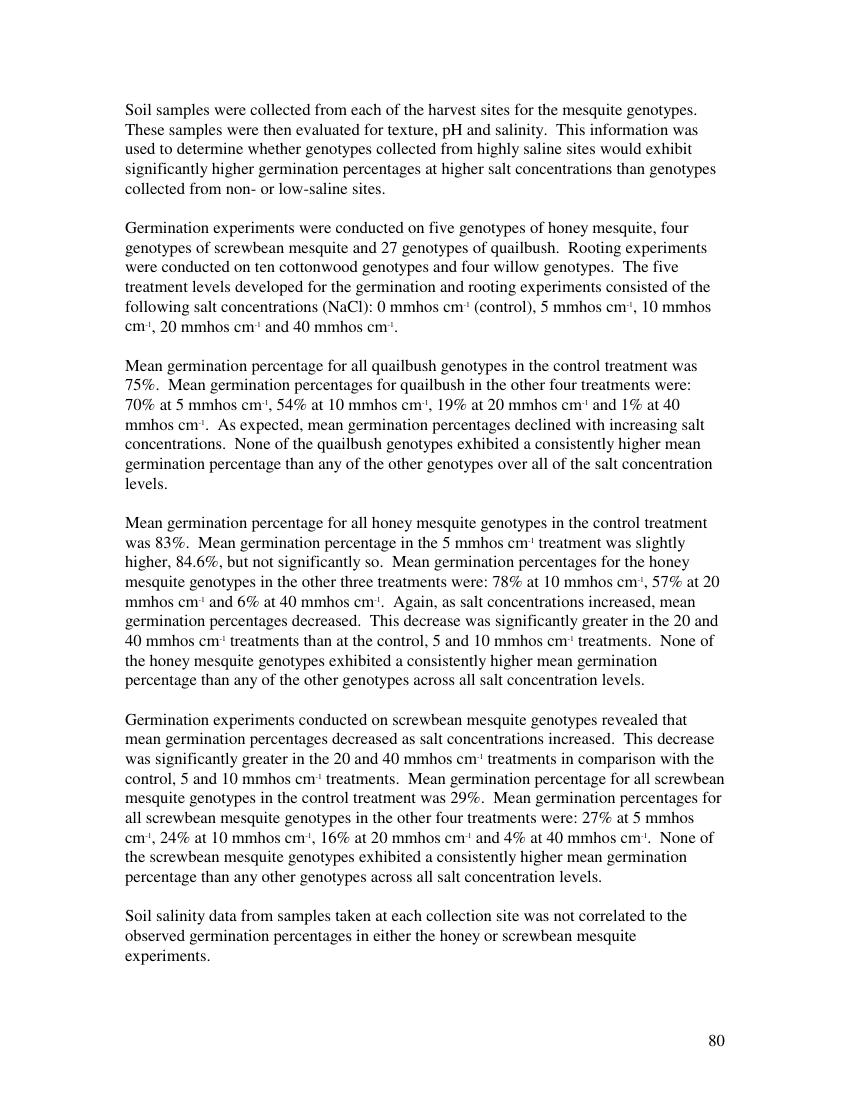 Soil samples were collected from each of the harvest sites for the mesquite genotypes.
These samples were then evaluated for texture, pH and salinity.  This information was
used to determine whether genotypes collected from highly saline sites would exhibit
significantly higher germination percentages at higher salt concentrations than genotypes
collected from non- or low-saline sites.

Germination experiments were conducted on five genotypes of honey mesquite, four
genotypes of screwbean mesquite and 27 genotypes of quailbush.  Rooting experiments
were conducted on ten cottonwood genotypes and four willow genotypes.  The five
treatment levels developed for the germination and rooting experiments consisted of the
following salt concentrations (NaCl): 0 mmhos cm⁻¹ (control), 5 mmhos cm⁻¹, 10 mmhos
cm⁻¹, 20 mmhos cm⁻¹ and 40 mmhos cm⁻¹.

Mean germination percentage for all quailbush genotypes in the control treatment was
75%.  Mean germination percentages for quailbush in the other four treatments were:
70% at 5 mmhos cm⁻¹, 54% at 10 mmhos cm⁻¹, 19% at 20 mmhos cm⁻¹ and 1% at 40
mmhos cm⁻¹.  As expected, mean germination percentages declined with increasing salt
concentrations.  None of the quailbush genotypes exhibited a consistently higher mean
germination percentage than any of the other genotypes over all of the salt concentration
levels.

Mean germination percentage for all honey mesquite genotypes in the control treatment
was 83%.  Mean germination percentage in the 5 mmhos cm⁻¹ treatment was slightly
higher, 84.6%, but not significantly so.  Mean germination percentages for the honey
mesquite genotypes in the other three treatments were: 78% at 10 mmhos cm⁻¹, 57% at 20
mmhos cm⁻¹ and 6% at 40 mmhos cm⁻¹.  Again, as salt concentrations increased, mean
germination percentages decreased.  This decrease was significantly greater in the 20 and
40 mmhos cm⁻¹ treatments than at the control, 5 and 10 mmhos cm⁻¹ treatments.  None of
the honey mesquite genotypes exhibited a consistently higher mean germination
percentage than any of the other genotypes across all salt concentration levels.

Germination experiments conducted on screwbean mesquite genotypes revealed that
mean germination percentages decreased as salt concentrations increased.  This decrease
was significantly greater in the 20 and 40 mmhos cm⁻¹ treatments in comparison with the
control, 5 and 10 mmhos cm⁻¹ treatments.  Mean germination percentage for all screwbean
mesquite genotypes in the control treatment was 29%.  Mean germination percentages for
all screwbean mesquite genotypes in the other four treatments were: 27% at 5 mmhos
cm⁻¹, 24% at 10 mmhos cm⁻¹, 16% at 20 mmhos cm⁻¹ and 4% at 40 mmhos cm⁻¹.  None of
the screwbean mesquite genotypes exhibited a consistently higher mean germination
percentage than any other genotypes across all salt concentration levels.

Soil salinity data from samples taken at each collection site was not correlated to the
observed germination percentages in either the honey or screwbean mesquite
experiments.

80